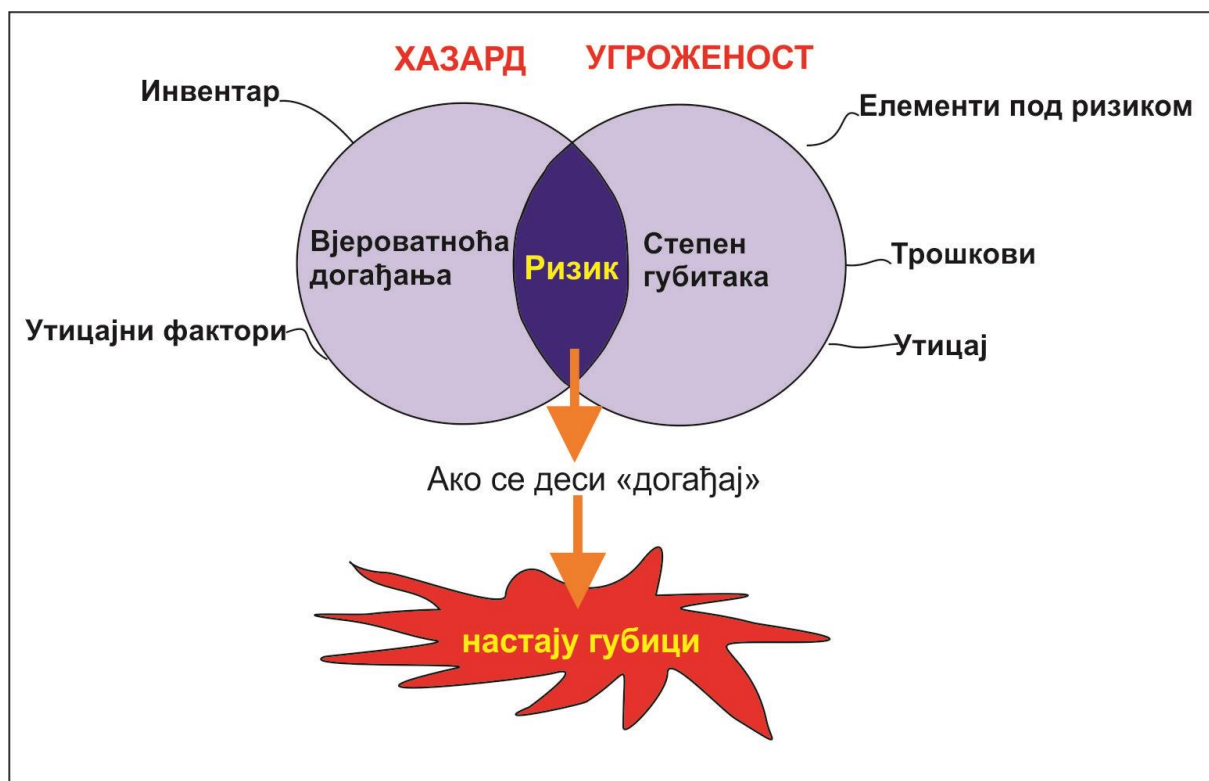 ХАЗАРД
УГРОЖЕНОСТ
Инвентар
Елементи под ризиком
Вјероватноћа
догађања
Ризик
Степен
губитака
Трошкови
Утицајни фактори
Утицај
Ако се деси «догађај»
настају губици